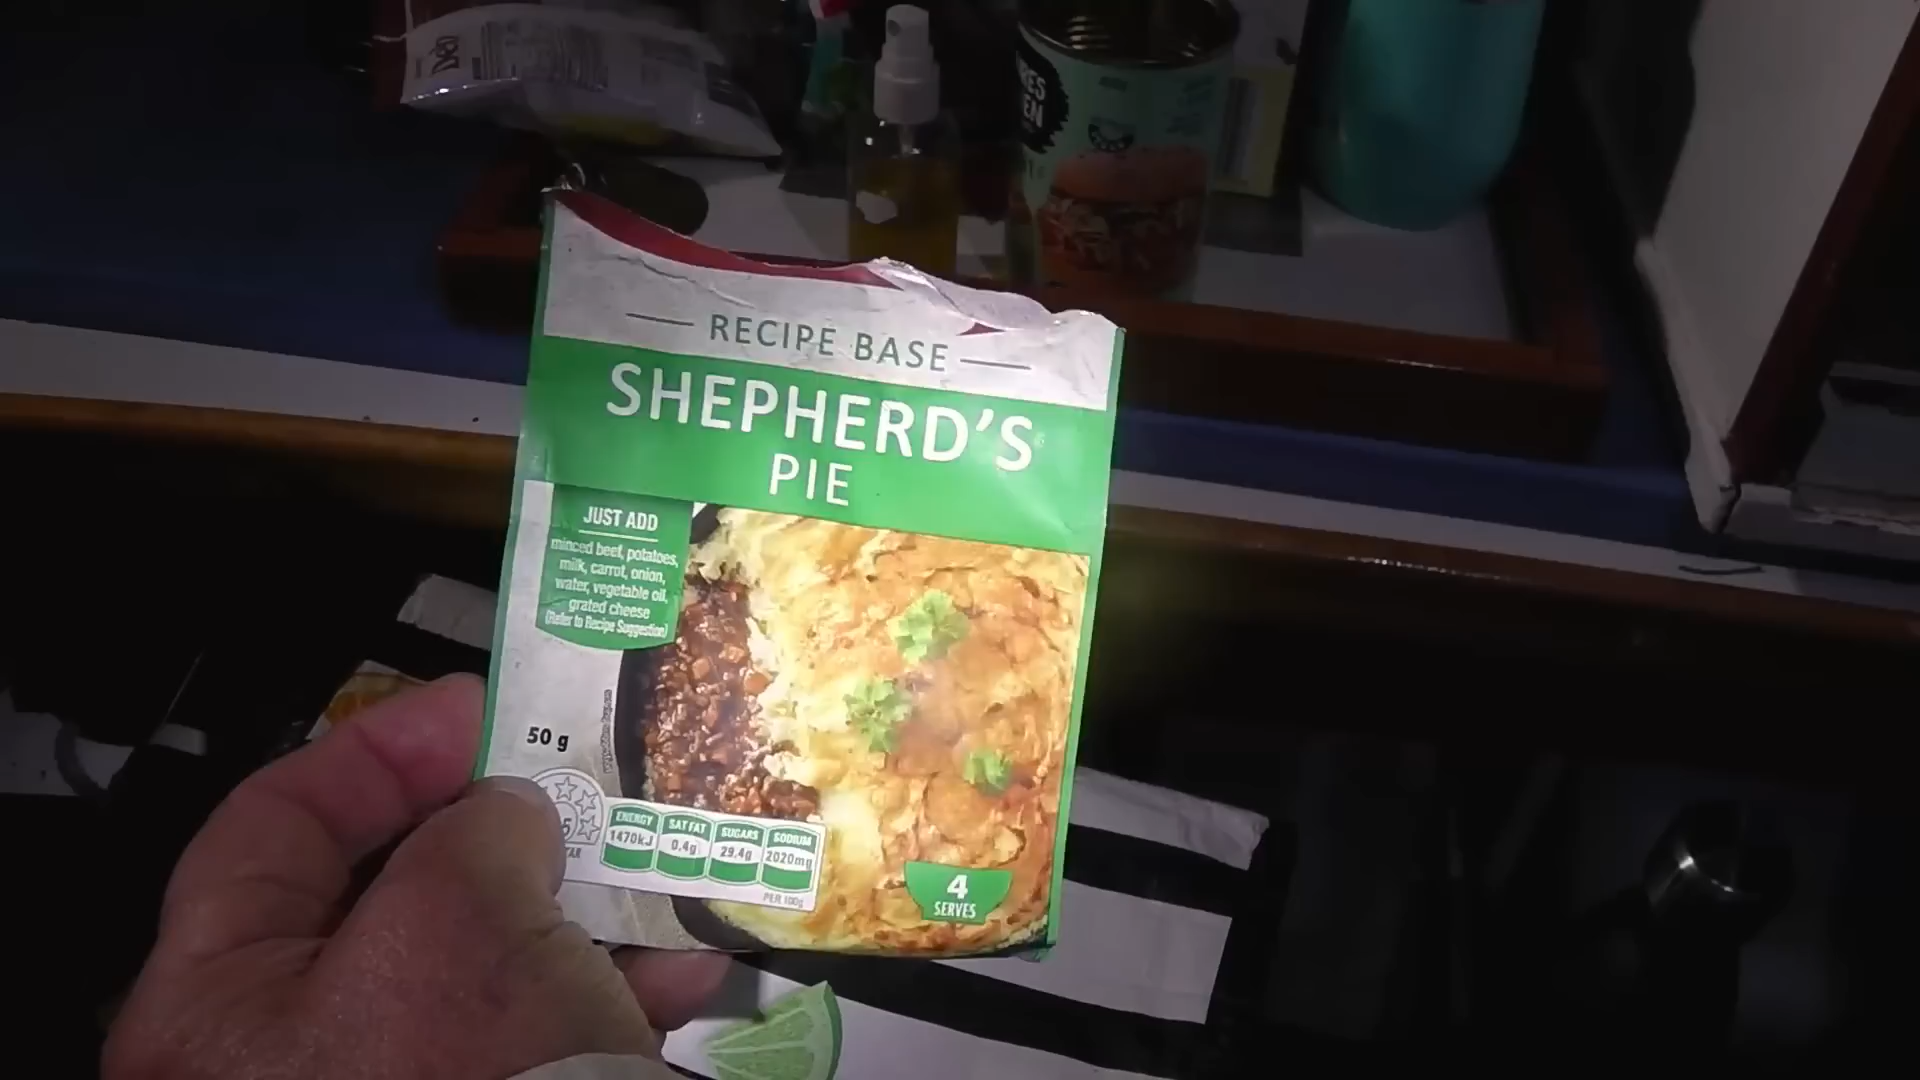 RECIPE BASE
SHEPHERD'S
PIE
JUST ADD
minced beef, potatoes,
milk, carrot, onion,
water, vegetable oil,
grated cheese
(Refer to Recipe Suggestion)
50 g
ENERGY
1470kJ
SAT FAT
0.4g
SUGARS
29.4g
SODIUM
2020mg
PER 100g
4
SERVES